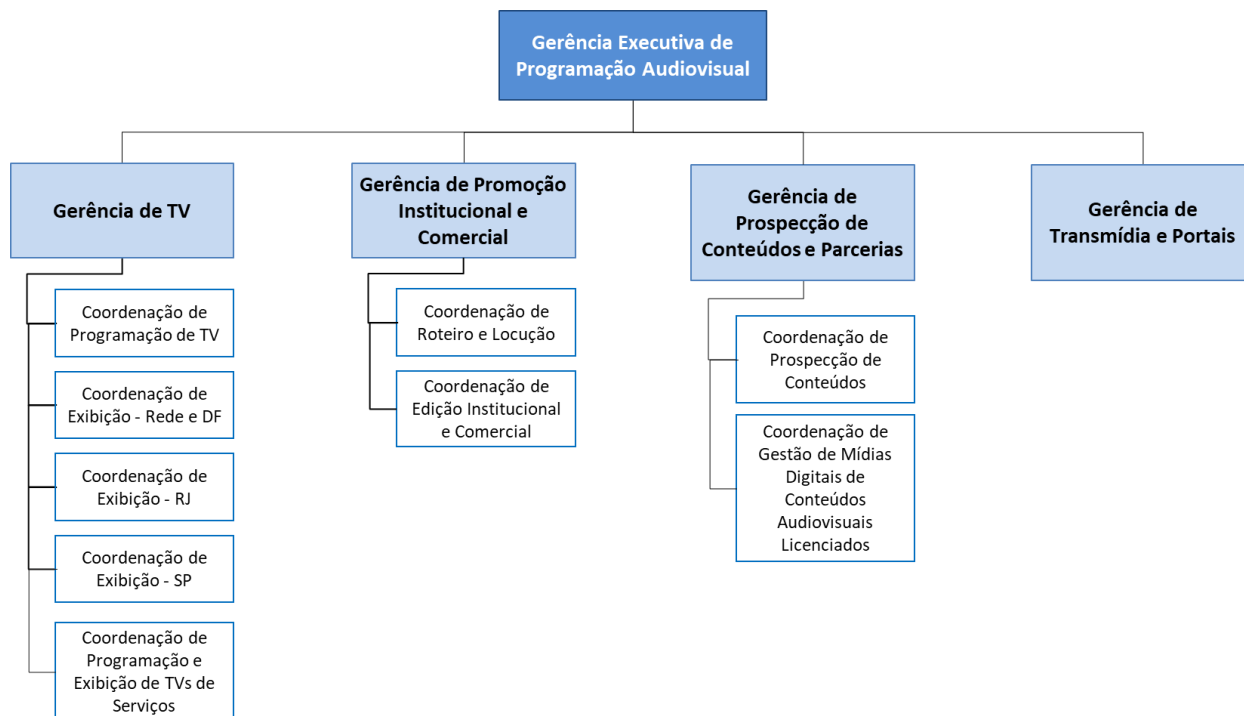 Gerência Executiva de
Programação Audiovisual
Gerência de TV
Gerência de Promoção
Institucional e
Comercial
Gerência de
Prospecção de
Conteúdos e Parcerias
Gerência de
Transmídia e Portais
Coordenação de
Programação de TV
Coordenação de
Exibição - Rede e DF
Coordenação de
Exibição - RJ
Coordenação de
Exibição - SP
Coordenação de
Programação e
Exibição de TVs de
Serviços
Coordenação de
Roteiro e Locução
Coordenação de
Edição Institucional
e Comercial
Coordenação de
Prospecção de
Conteúdos
Coordenação de
Gestão de Mídias
Digitais de
Conteúdos
Audiovisuais
Licenciados